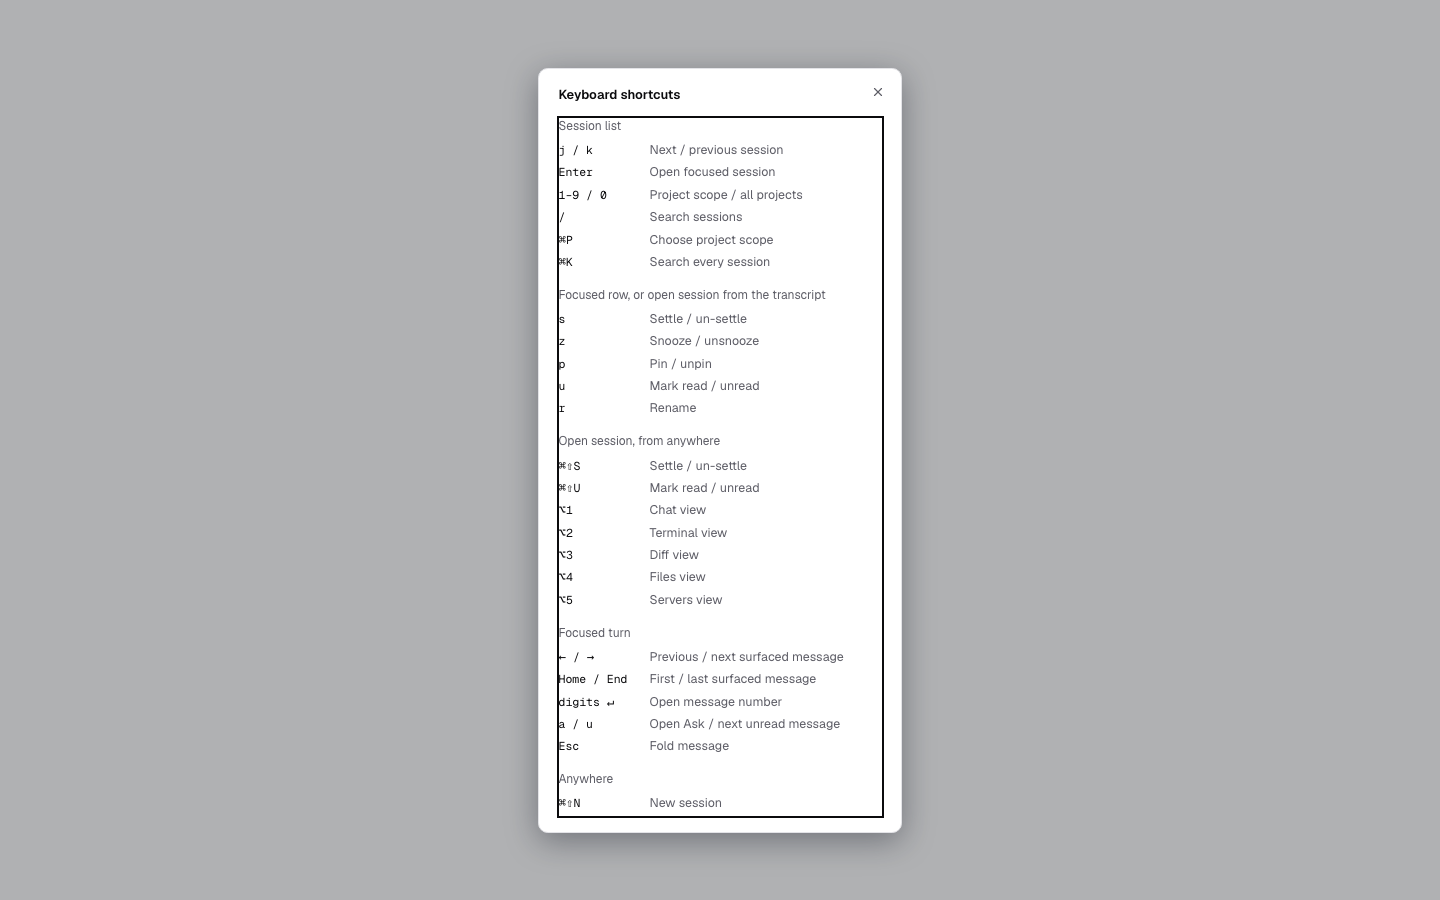 Keyboard shortcuts ×
Session list
j / k Next / previous session
Enter Open focused session
1–9 / 0 Project scope / all projects
/ Search sessions
⌘P Choose project scope
⌘K Search every session
Focused row, or open session from the transcript
s Settle / un-settle
z Snooze / unsnooze
p Pin / unpin
u Mark read / unread
r Rename
Open session, from anywhere
⌘⇧S Settle / un-settle
⌘⇧U Mark read / unread
⌥1 Chat view
⌥2 Terminal view
⌥3 Diff view
⌥4 Files view
⌥5 Servers view
Focused turn
← / → Previous / next surfaced message
Home / End First / last surfaced message
digits ↵ Open message number
a / u Open Ask / next unread message
Esc Fold message
Anywhere
⌘⇧N New session